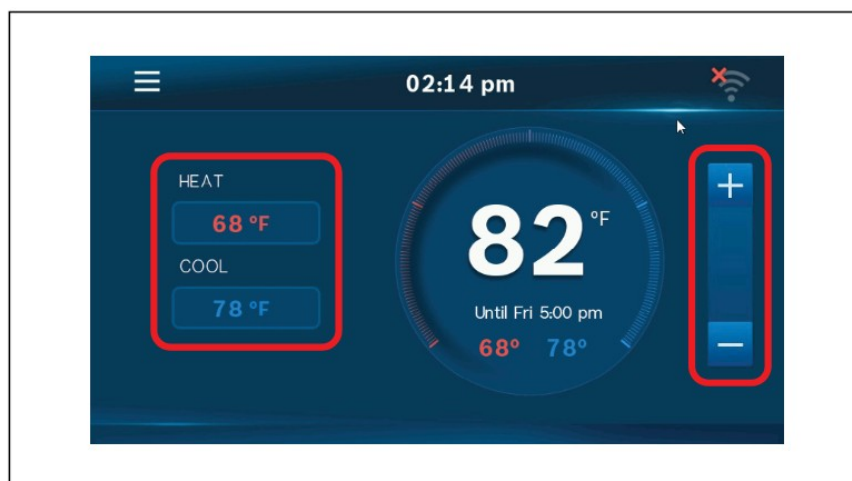 02:14 pm
HEAT
68 °F
COOL
78 °F
82 °F
Until Fri 5:00 pm
68° 78°
+
−